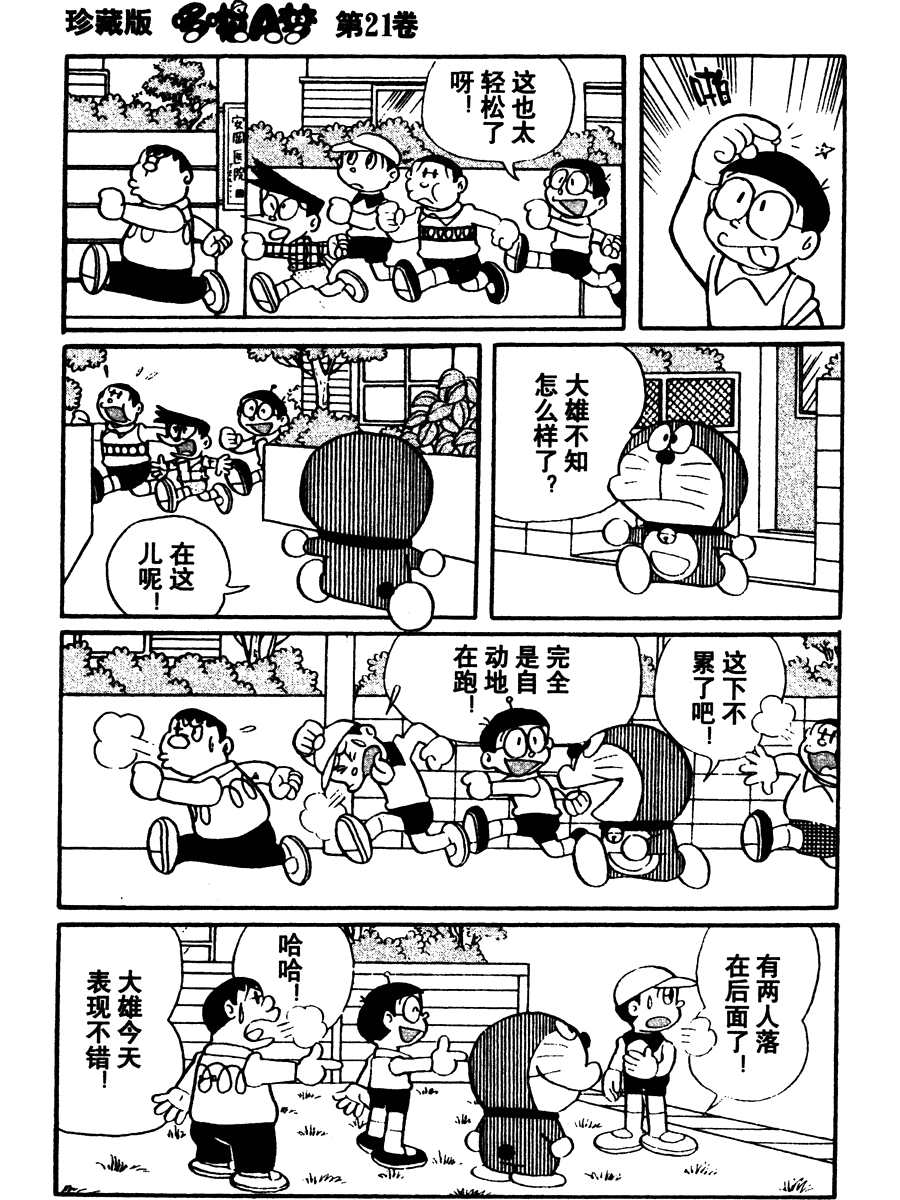 珍藏版 哆啦A梦 第21卷
啪
这也太
轻松了
呀！
大雄不知
怎么样了？
在这
儿呢！
这下不
累了吧！
完全
是自
动地
在跑！
有两人落
在后面了！
哈哈！
大雄今天
表现不错！